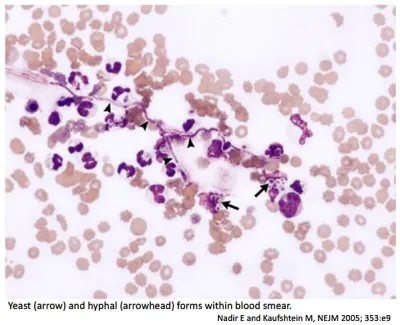 Yeast (arrow) and hyphal (arrowhead) forms within blood smear.
Nadir E and Kaufshtein M, NEJM 2005; 353:e9